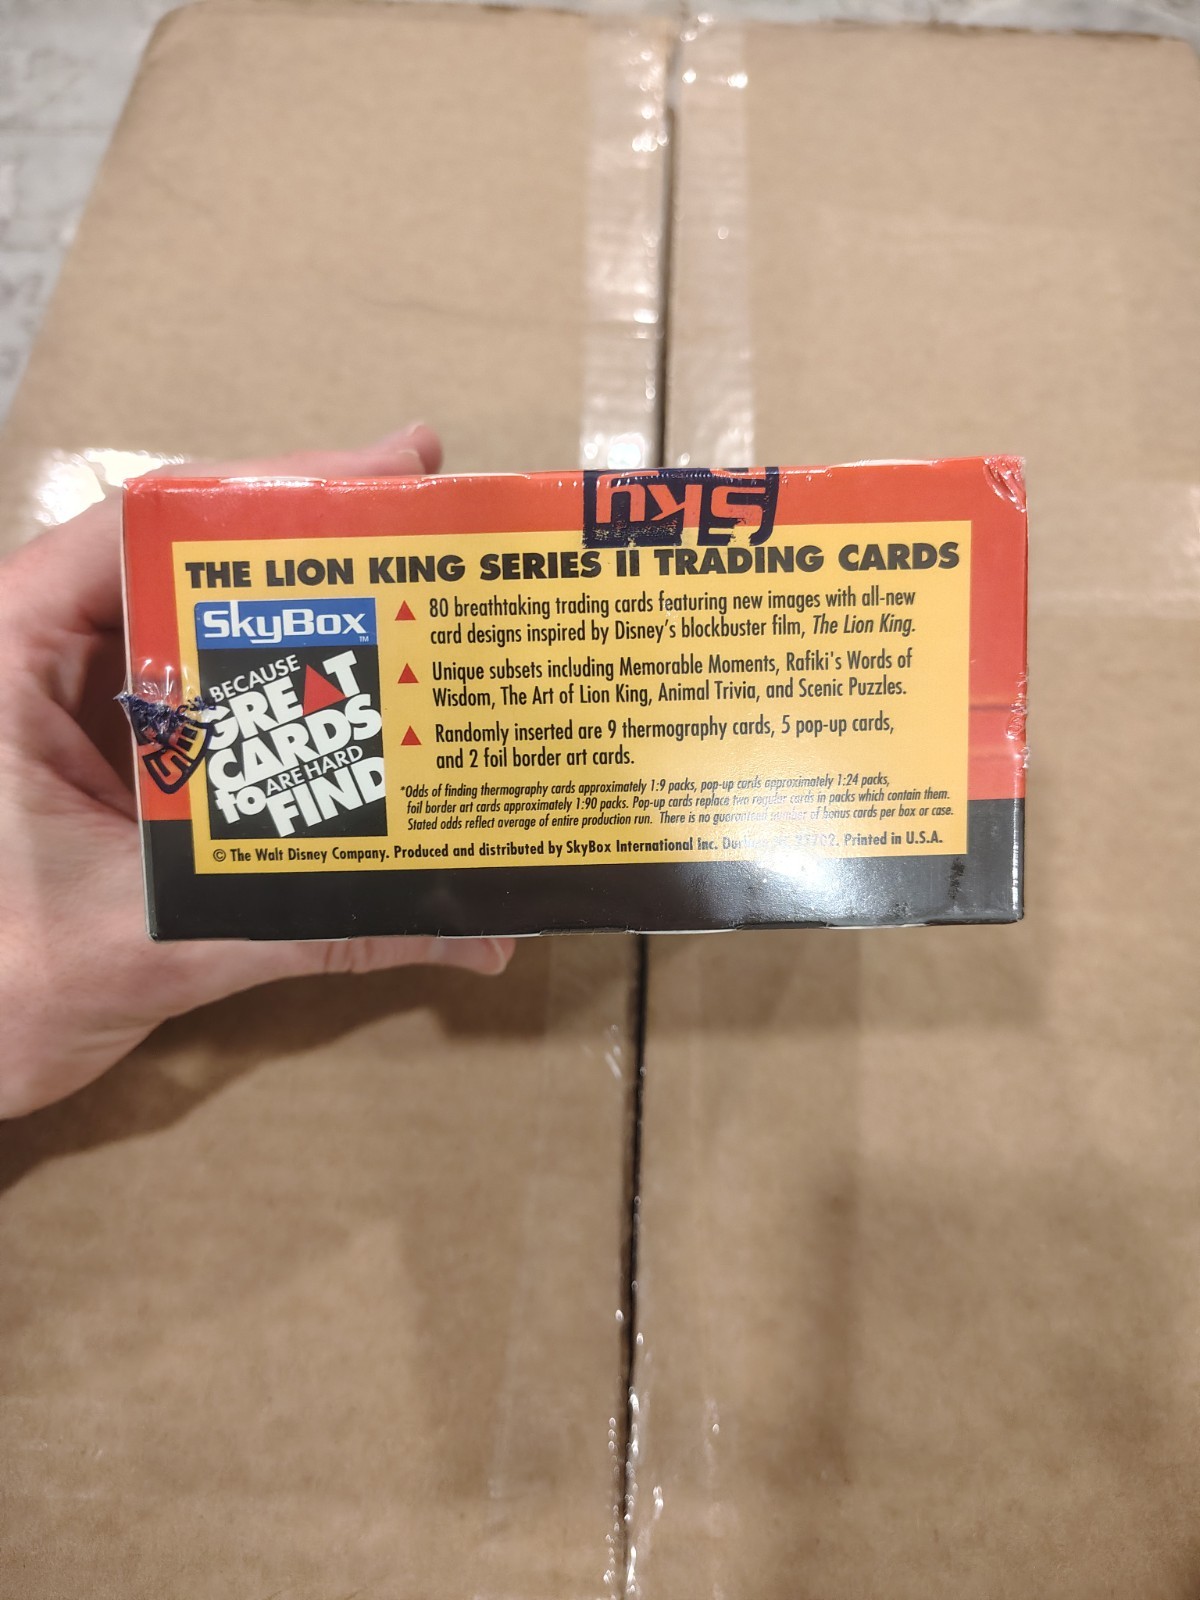 SKY
THE LION KING SERIES II TRADING CARDS
SkyBox TM
BECAUSE
GREAT
CARDS
ARE HARD
to FIND
▲ 80 breathtaking trading cards featuring new images with all-new
card designs inspired by Disney's blockbuster film, The Lion King.
▲ Unique subsets including Memorable Moments, Rafiki's Words of
Wisdom, The Art of Lion King, Animal Trivia, and Scenic Puzzles.
▲ Randomly inserted are 9 thermography cards, 5 pop-up cards,
and 2 foil border art cards.
*Odds of finding thermography cards approximately 1:9 packs, pop-up cards approximately 1:24 packs,
foil border art cards approximately 1:90 packs. Pop-up cards replace two regular cards in packs which contain them.
Stated odds reflect average of entire production run. There is no guaranteed number of bonus cards per box or case.
© The Walt Disney Company. Produced and distributed by SkyBox International Inc. Printed in U.S.A.